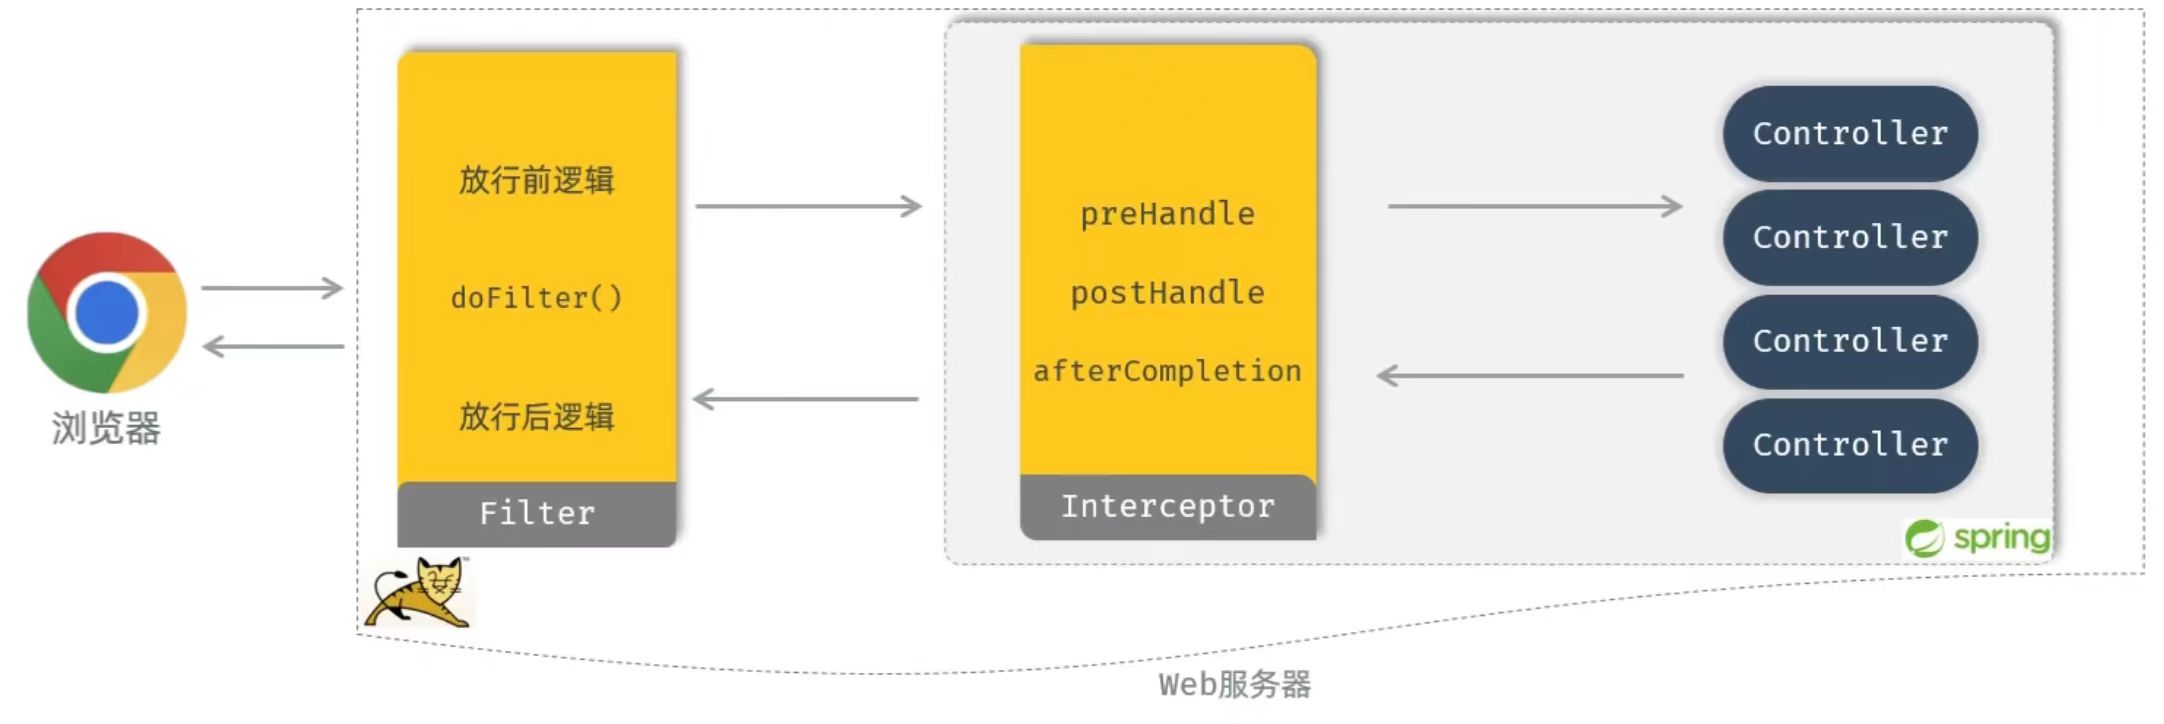 浏览器
放行前逻辑
doFilter()
放行后逻辑
Filter
preHandle
postHandle
afterCompletion
Interceptor
Controller
Controller
Controller
Controller
spring
Web服务器